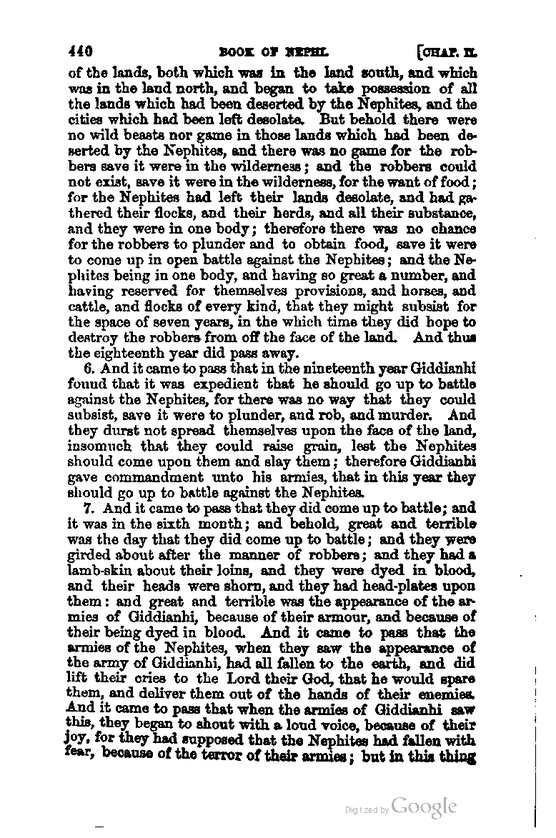 440 BOOK OF NEPHI. [CHAP. II.
of the lands, both which was in the land south, and which
was in the land north, and began to take possession of all
the lands which had been deserted by the Nephites, and the
cities which had been left desolate. But behold there were
no wild beasts nor game in those lands which had been de-
serted by the Nephites, and there was no game for the rob-
bers save it were in the wilderness; and the robbers could
not exist, save it were in the wilderness, for the want of food;
for the Nephites had left their lands desolate, and had ga-
thered their flocks, and their herds, and all their substance,
and they were in one body; therefore there was no chance
for the robbers to plunder and to obtain food, save it were
to come up in open battle against the Nephites; and the Ne-
phites being in one body, and having so great a number, and
having reserved for themselves provisions, and horses, and
cattle, and flocks of every kind, that they might subsist for
the space of seven years, in the which time they did hope to
destroy the robbers from off the face of the land. And thus
the eighteenth year did pass away.
6. And it came to pass that in the nineteenth year Giddianhi
found that it was expedient that he should go up to battle
against the Nephites, for there was no way that they could
subsist, save it were to plunder, and rob, and murder. And
they durst not spread themselves upon the face of the land,
insomuch that they could raise grain, lest the Nephites
should come upon them and slay them; therefore Giddianhi
gave commandment unto his armies, that in this year they
should go up to battle against the Nephites.
7. And it came to pass that they did come up to battle; and
it was in the sixth month; and behold, great and terrible
was the day that they did come up to battle; and they were
girded about after the manner of robbers; and they had a
lamb-skin about their loins, and they were dyed in blood,
and their heads were shorn, and they had head-plates upon
them: and great and terrible was the appearance of the ar-
mies of Giddianhi, because of their armour, and because of
their being dyed in blood. And it came to pass that the
armies of the Nephites, when they saw the appearance of
the army of Giddianhi, had all fallen to the earth, and did
lift their cries to the Lord their God, that he would spare
them, and deliver them out of the hands of their enemies.
And it came to pass that when the armies of Giddianhi saw
this, they began to shout with a loud voice, because of their
joy, for they had supposed that the Nephites had fallen with
fear, because of the terror of their armies; but in this thing
Digitized by Google